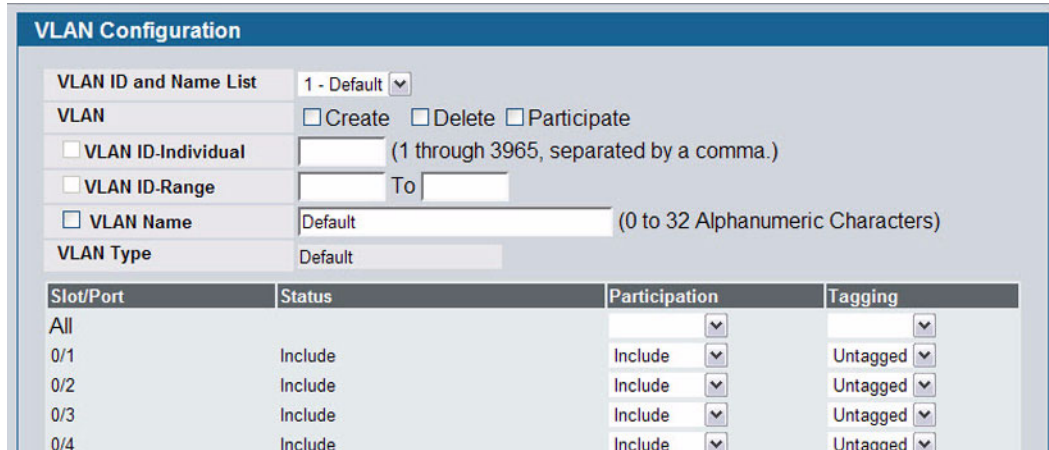 VLAN Configuration
VLAN ID and Name List 1 - Default
VLAN Create Delete Participate
VLAN ID-Individual (1 through 3965, separated by a comma.)
VLAN ID-Range To
VLAN Name Default (0 to 32 Alphanumeric Characters)
VLAN Type Default
Slot/Port Status Participation Tagging
All
0/1 Include Include Untagged
0/2 Include Include Untagged
0/3 Include Include Untagged
0/4 Include Include Untagged